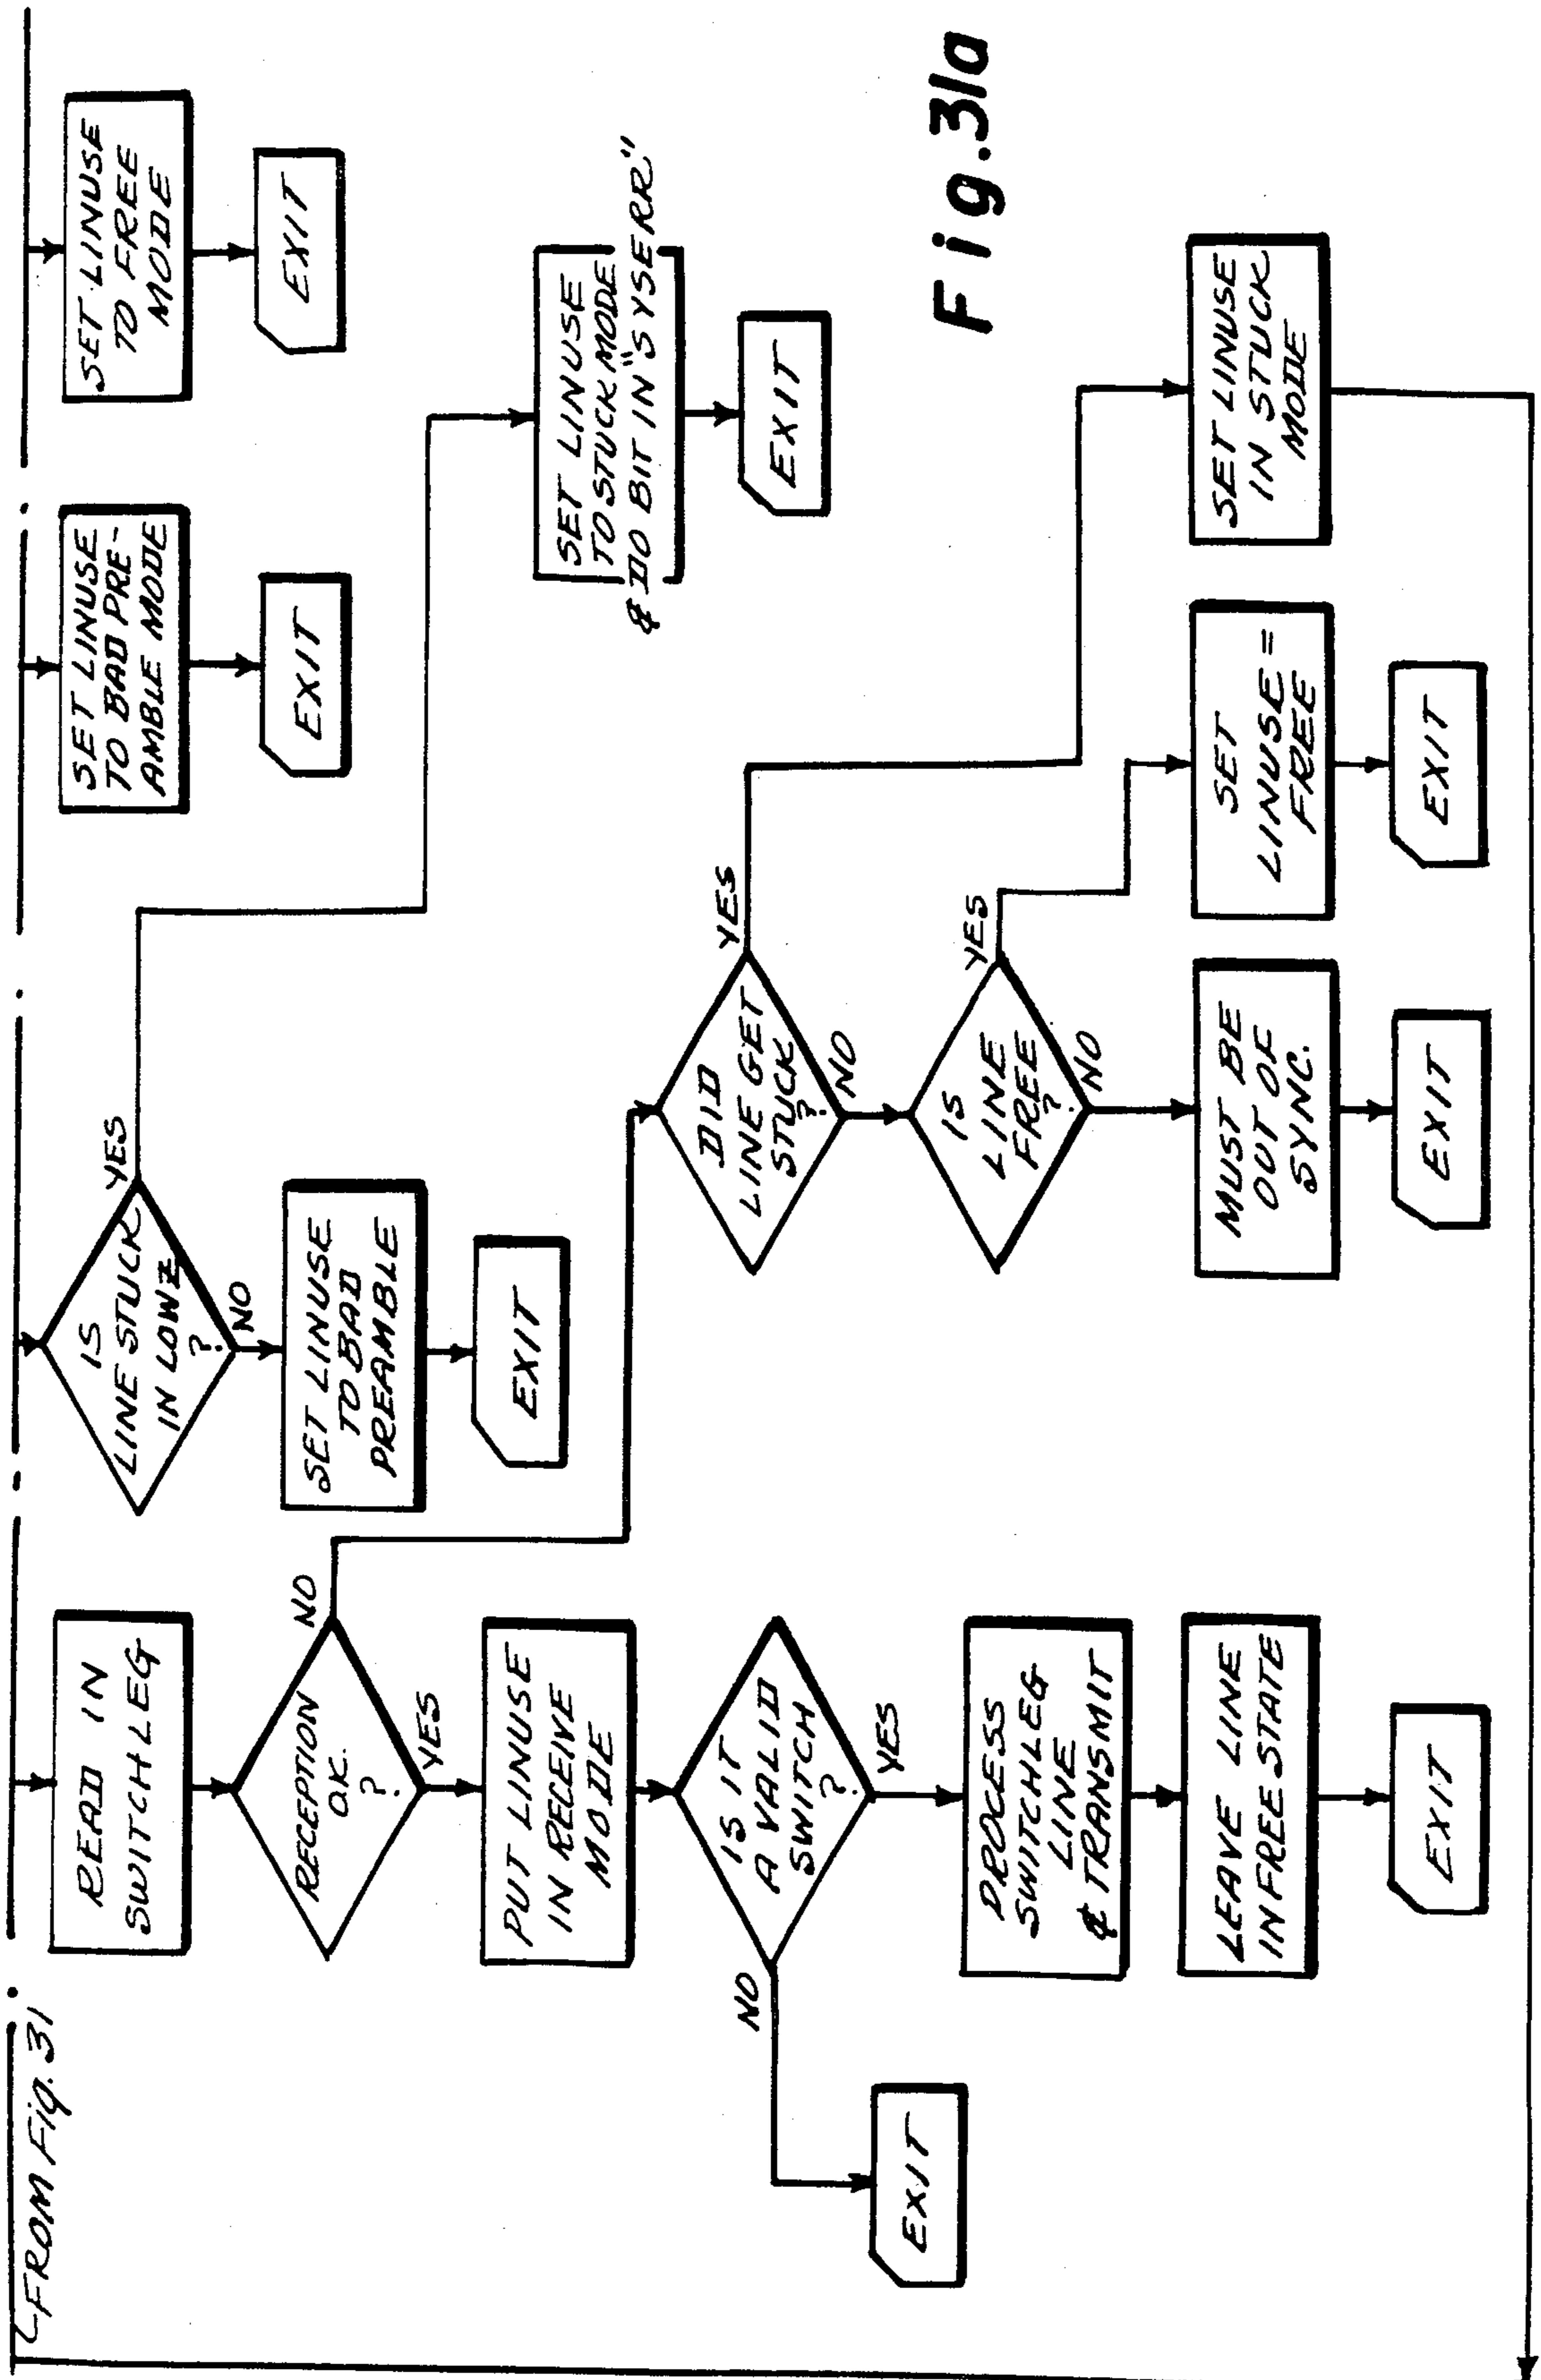 FROM Fig. 31
READ IN
SWITCHLEG
RECEPTION
O.K.
?
NO
YES
PUT LINUSE
IN RECEIVE
MODE
IS IT
A VALID
SWITCH
?
NO
YES
EXIT
PROCESS
SWITCHLEG
LINE
& TRANSMIT
LEAVE LINE
IN FREE STATE
EXIT
IS
LINE STUCK
IN LOW Z
?
YES
NO
SET LINUSE
TO BAD
PREAMBLE
EXIT
SET LINUSE
TO BAD PRE-
AMBLE MODE
EXIT
SET LINUSE
TO FREE
MODE
EXIT
SET LINUSE
TO STUCK MODE
& DO BIT IN "SYSERR"
EXIT
DID
LINE GET
STUCK
?
YES
NO
IS
LINE
FREE
?
YES
NO
MUST BE
OUT OF
SYNC.
EXIT
SET
LINUSE =
FREE
EXIT
SET LINUSE
IN STUCK
MODE
Fig. 31a